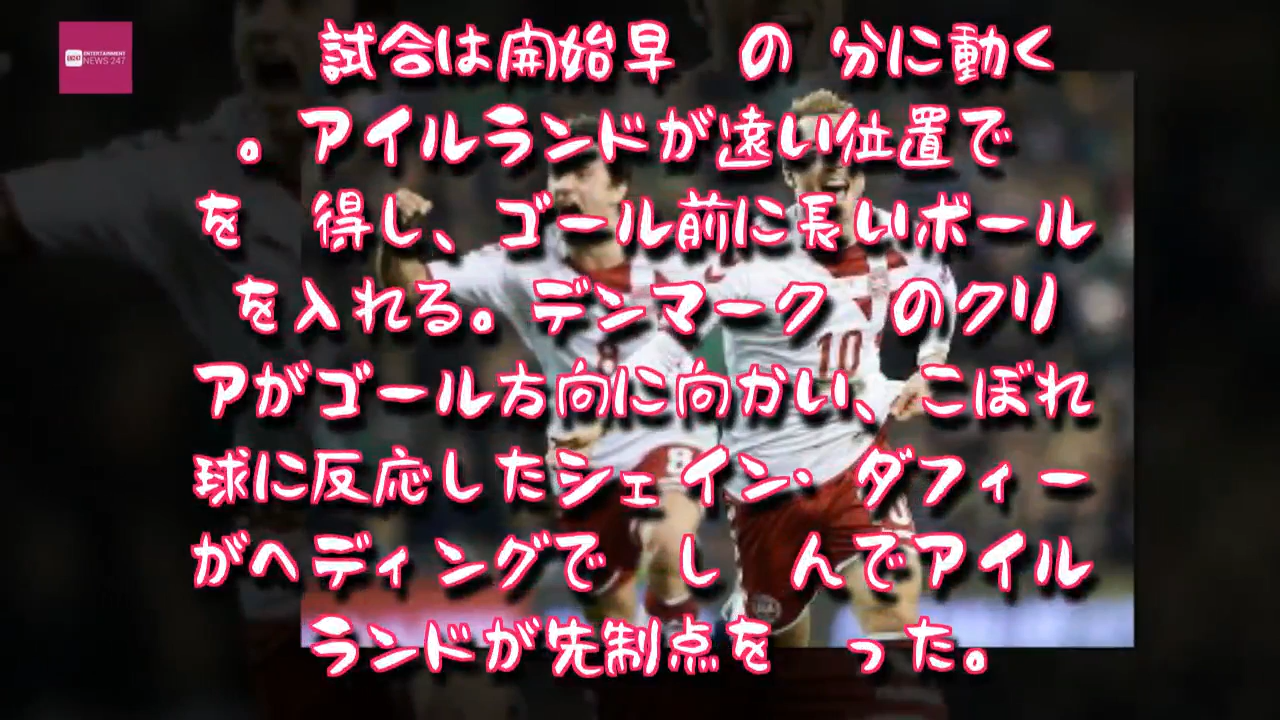 ENTERTAINMENT
NEWS 247
試合は開始早 の 分に動く
。アイルランドが遠い位置で
を 得し、ゴール前に長いボール
を入れる。デンマーク のクリ
アがゴール方向に向かい、こぼれ
球に反応したシェイン・ダフィー
がヘディングで し んでアイル
ランドが先制点を った。
10
8
8